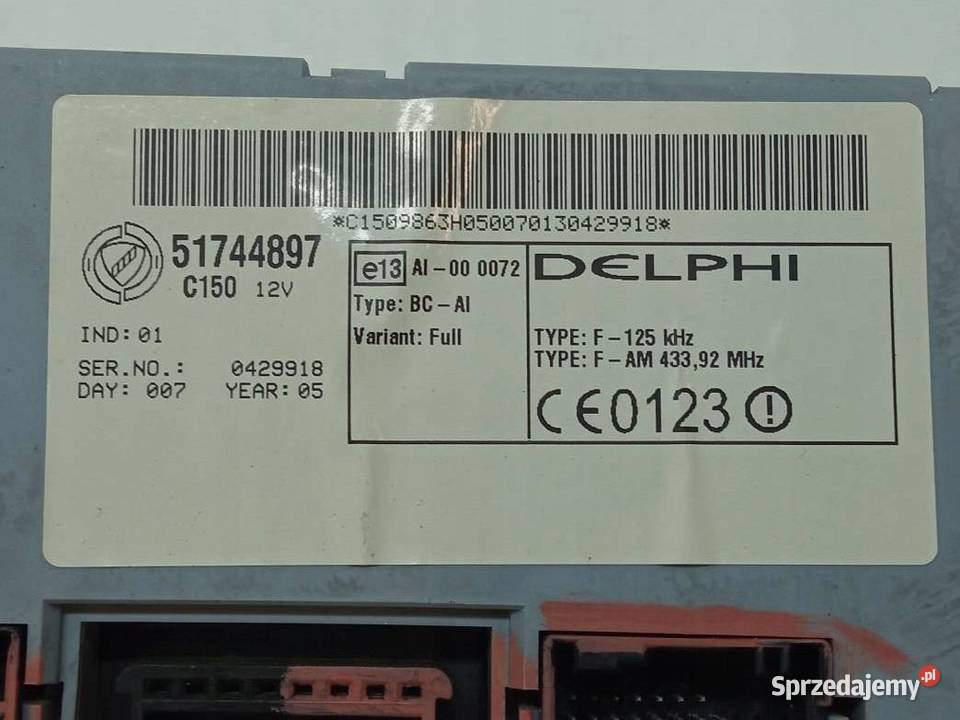 *C1509863H050070130429918*
51744897
C150 12V
IND: 01
SER.NO.: 0429918
DAY: 007 YEAR: 05
e13 AI-00 0072
Type: BC-AI
Variant: Full
DELPHI
TYPE: F-125 kHz
TYPE: F-AM 433,92 MHz
CE0123
Sprzedajemy.pl